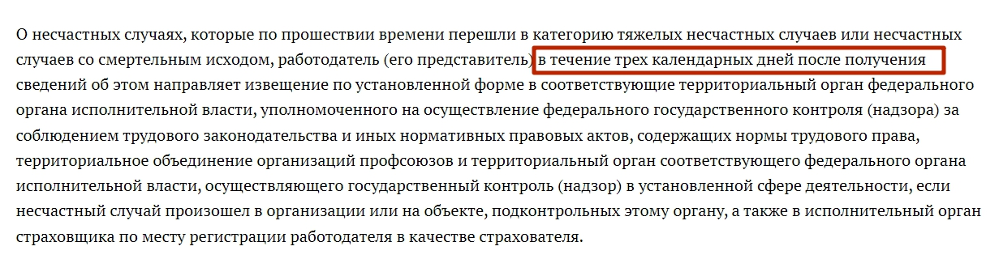 О несчастных случаях, которые по прошествии времени перешли в категорию тяжелых несчастных случаев или несчастных
случаев со смертельным исходом, работодатель (его представитель) в течение трех календарных дней после получения
сведений об этом направляет извещение по установленной форме в соответствующие территориальный орган федерального
органа исполнительной власти, уполномоченного на осуществление федерального государственного контроля (надзора) за
соблюдением трудового законодательства и иных нормативных правовых актов, содержащих нормы трудового права,
территориальное объединение организаций профсоюзов и территориальный орган соответствующего федерального органа
исполнительной власти, осуществляющего государственный контроль (надзор) в установленной сфере деятельности, если
несчастный случай произошел в организации или на объекте, подконтрольных этому органу, а также в исполнительный орган
страховщика по месту регистрации работодателя в качестве страхователя.